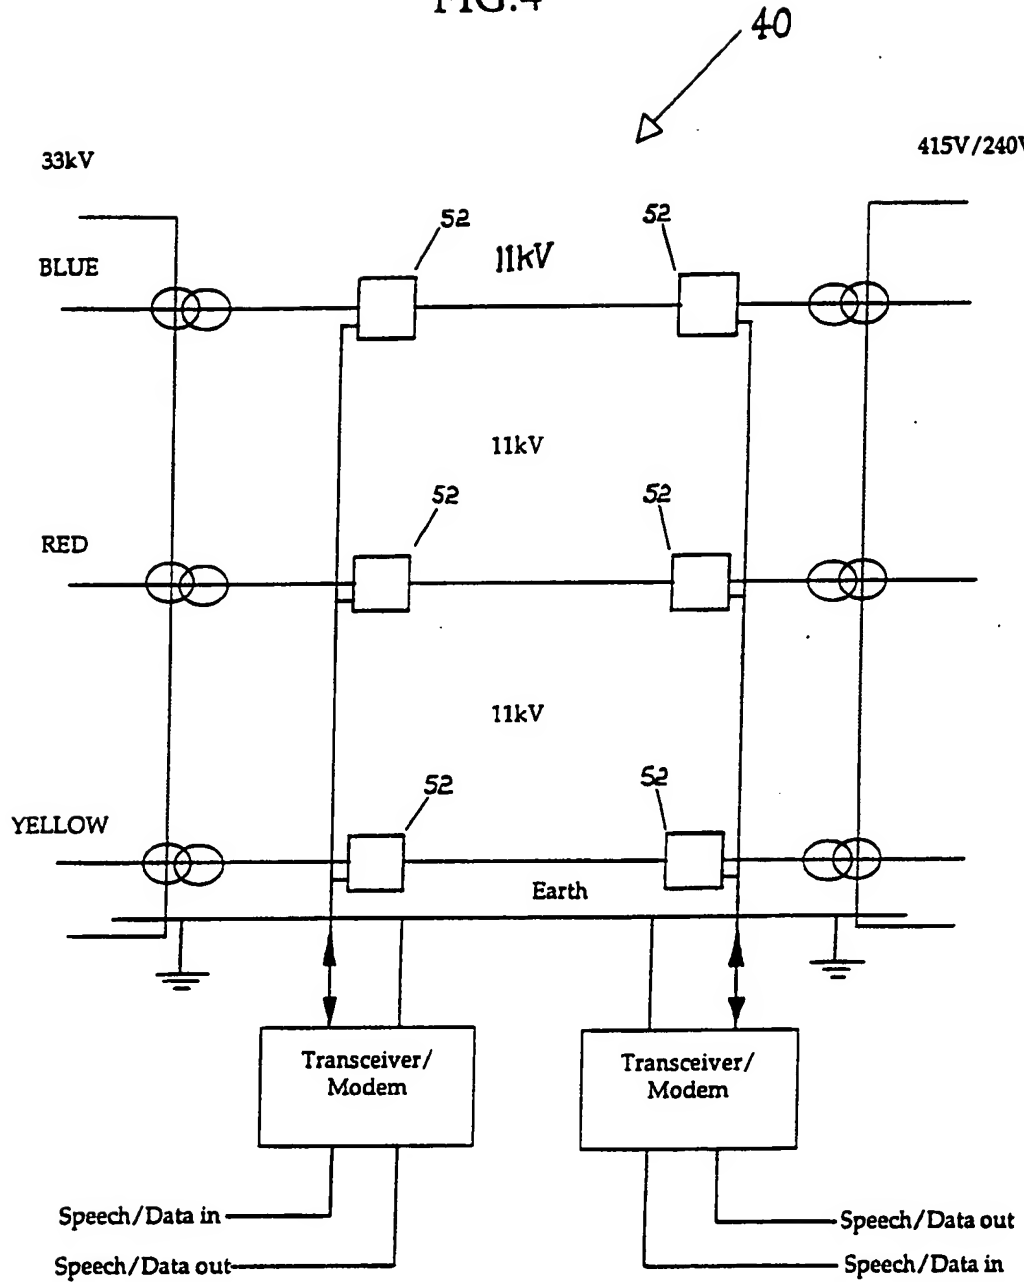 FIG.4
40
33kV
415V/240V
52
52
BLUE
11kV
11kV
52
52
RED
11kV
52
52
YELLOW
Earth
Transceiver/
Modem
Transceiver/
Modem
Speech/Data in
Speech/Data out
Speech/Data out
Speech/Data in